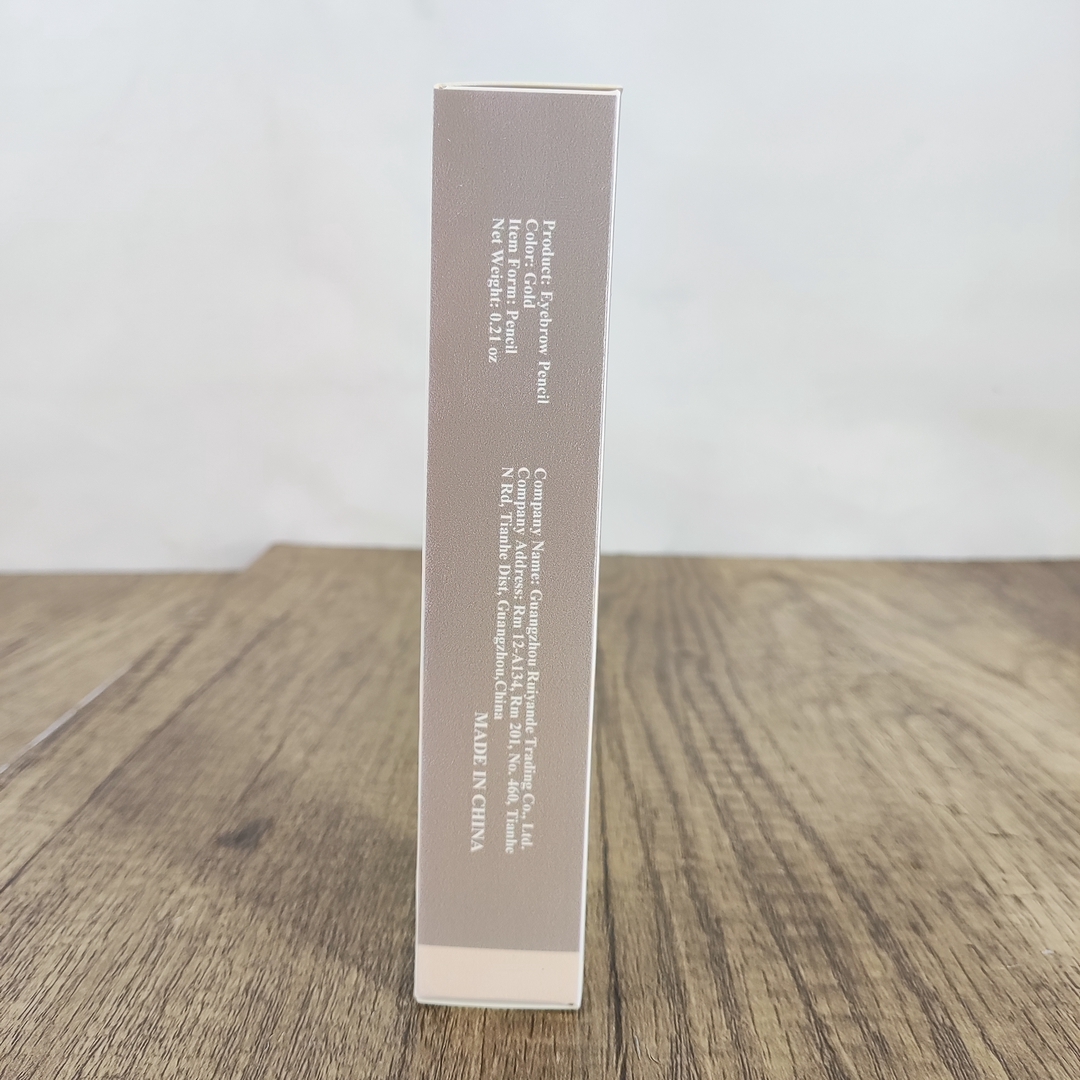 Product: Eyebrow Pencil
Color: Gold
Item Form: Pencil
Net Weight: 0.21 oz
Company Name: Guangzhou Ruiyande Trading Co., Ltd.
Company Address: Rm 12-A134, Rm 201, No. 460, Tianhe
N Rd, Tianhe Dist, Guangzhou,China
MADE IN CHINA